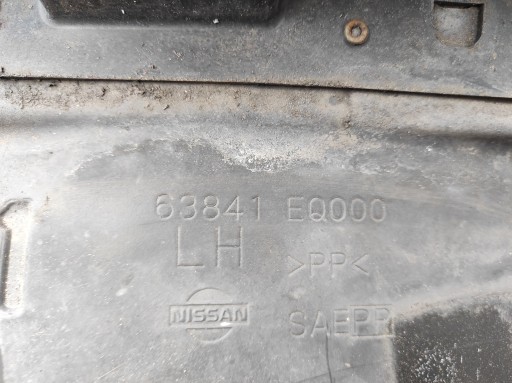 63841 EQ000
LH >PP<
NISSAN SAEPR